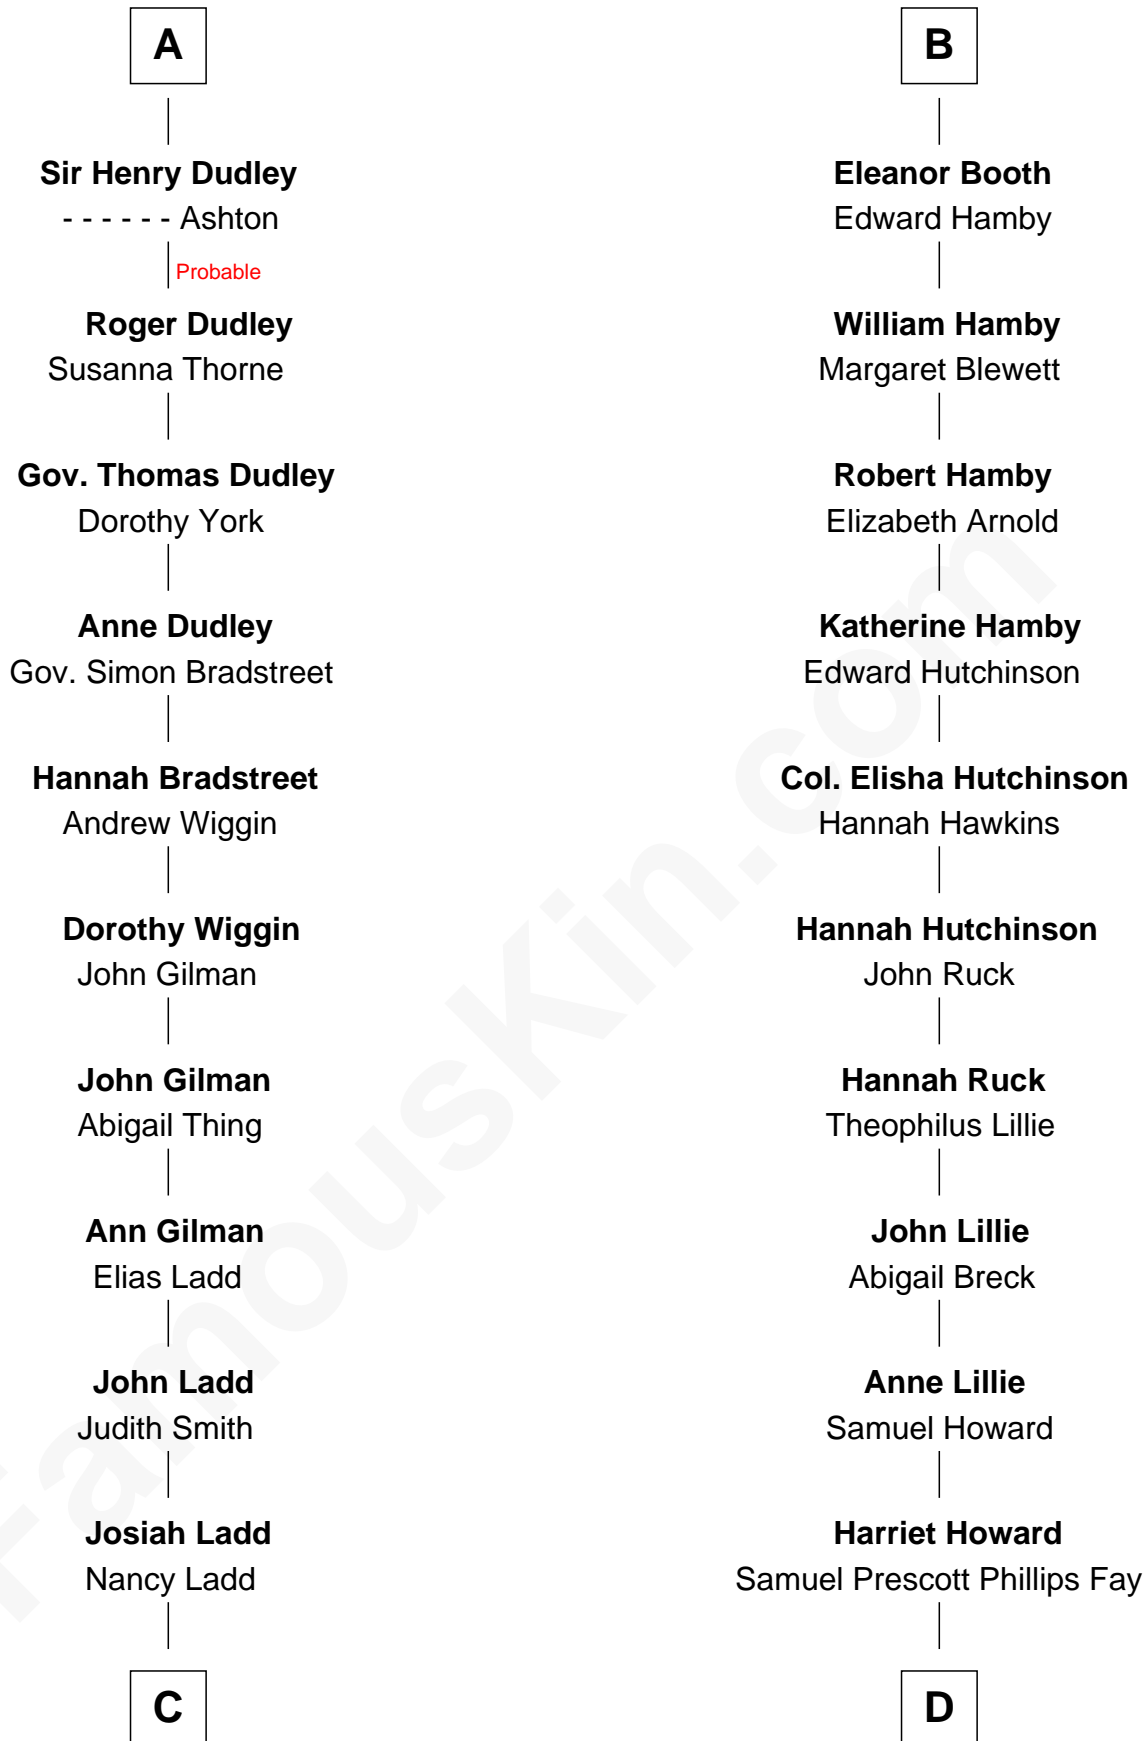 A
Sir Henry Dudley
- - - - - - Ashton
Probable
Roger Dudley
Susanna Thorne
Gov. Thomas Dudley
Dorothy York
Anne Dudley
Gov. Simon Bradstreet
Hannah Bradstreet
Andrew Wiggin
Dorothy Wiggin
John Gilman
John Gilman
Abigail Thing
Ann Gilman
Elias Ladd
John Ladd
Judith Smith
Josiah Ladd
Nancy Ladd
C
B
Eleanor Booth
Edward Hamby
William Hamby
Margaret Blewett
Robert Hamby
Elizabeth Arnold
Katherine Hamby
Edward Hutchinson
Col. Elisha Hutchinson
Hannah Hawkins
Hannah Hutchinson
John Ruck
Hannah Ruck
Theophilus Lillie
John Lillie
Abigail Breck
Anne Lillie
Samuel Howard
Harriet Howard
Samuel Prescott Phillips Fay
D
FamousKin.com